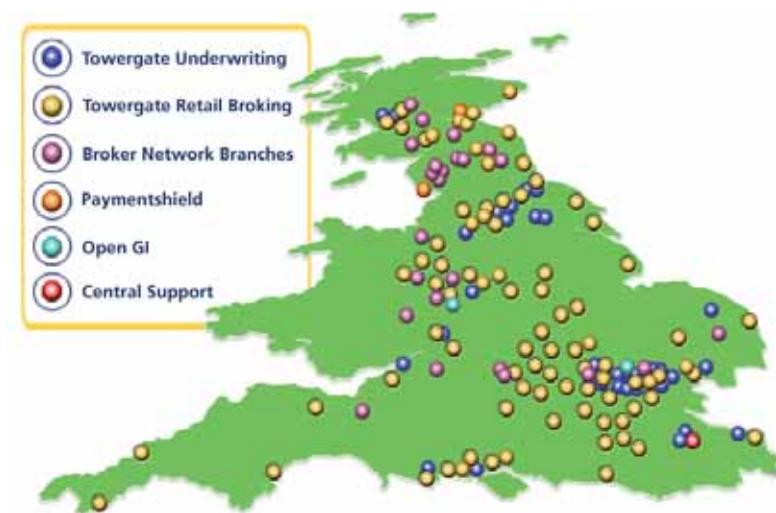 Towergate Underwriting
Towergate Retail Broking
Broker Network Branches
Paymentshield
Open GI
Central Support